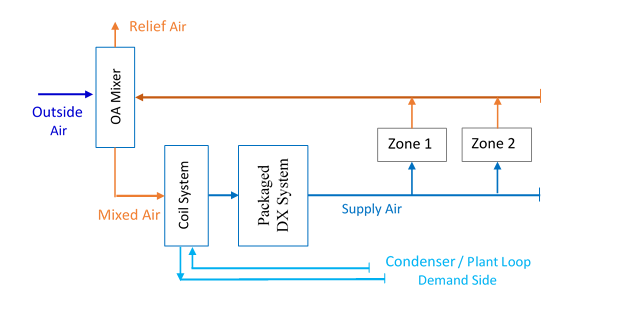 Relief Air
OA Mixer
Outside
Air
Zone 1
Zone 2
Mixed Air
Coil System
Packaged
DX System
Supply Air
Condenser / Plant Loop
Demand Side